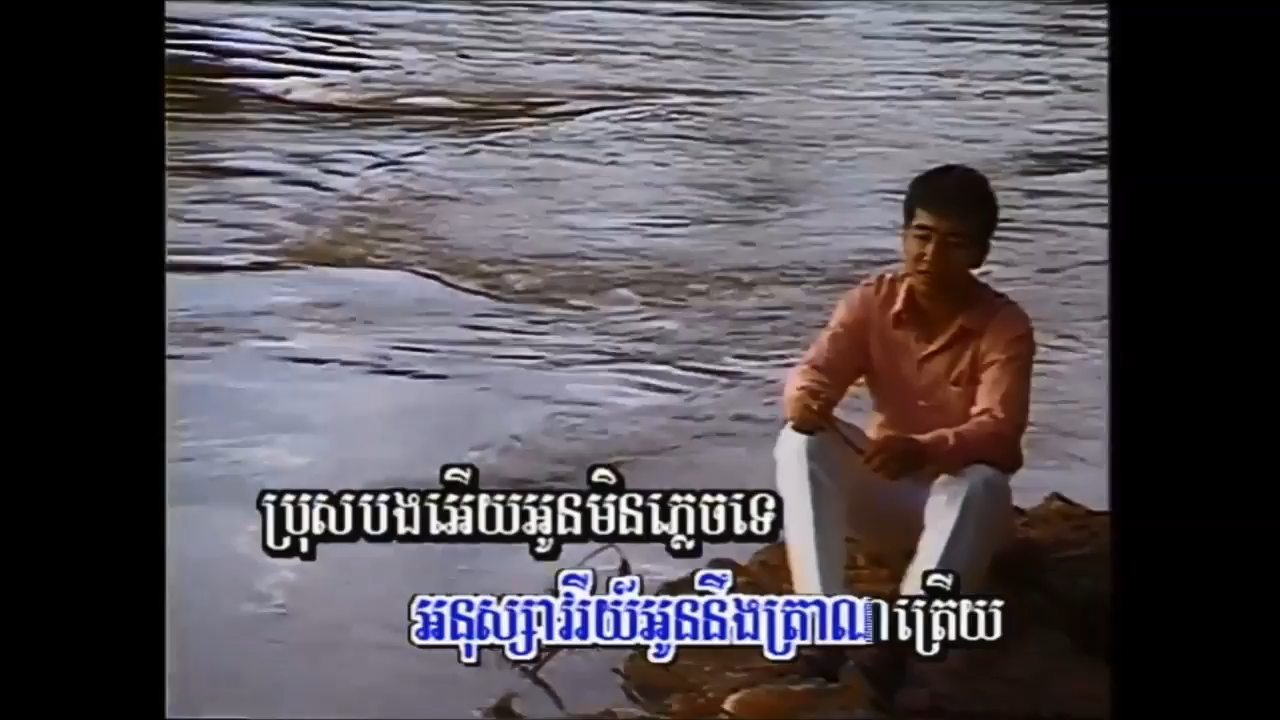 ប្រុសបងអើយអូនមិនភ្លេចទេ
អនុស្សាវរីយ៍អូននឹងត្រាណត្រើយ